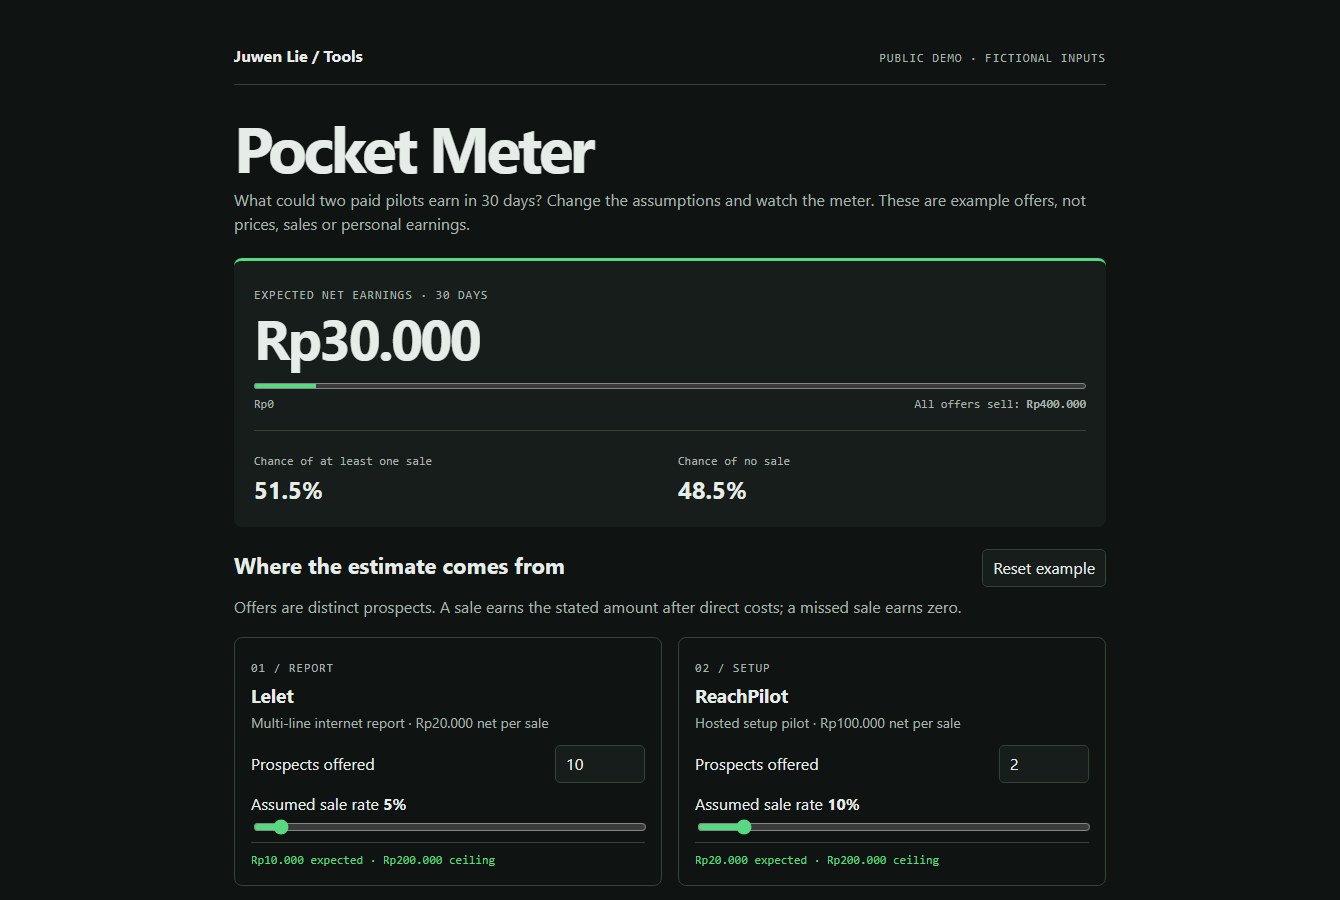 Juwen Lie / Tools
PUBLIC DEMO · FICTIONAL INPUTS
Pocket Meter
What could two paid pilots earn in 30 days? Change the assumptions and watch the meter. These are example offers, not
prices, sales or personal earnings.
EXPECTED NET EARNINGS · 30 DAYS
Rp30.000
Rp0
All offers sell: Rp400.000
Chance of at least one sale
51.5%
Chance of no sale
48.5%
Where the estimate comes from
Reset example
Offers are distinct prospects. A sale earns the stated amount after direct costs; a missed sale earns zero.
01 / REPORT
Lelet
Multi-line internet report · Rp20.000 net per sale
Prospects offered
10
Assumed sale rate 5%
Rp10.000 expected · Rp200.000 ceiling
02 / SETUP
ReachPilot
Hosted setup pilot · Rp100.000 net per sale
Prospects offered
2
Assumed sale rate 10%
Rp20.000 expected · Rp200.000 ceiling